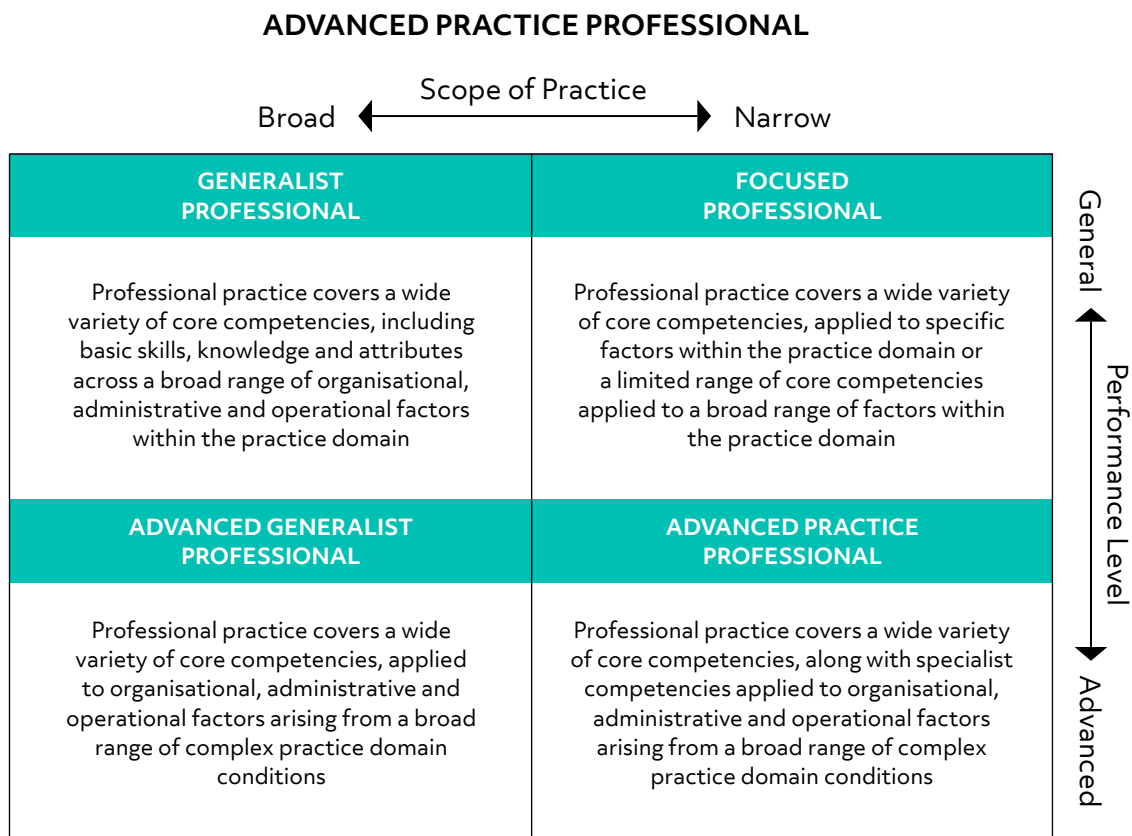 ADVANCED PRACTICE PROFESSIONAL
Scope of Practice
Broad
Narrow
GENERALIST
PROFESSIONAL
FOCUSED
PROFESSIONAL
General
Professional practice covers a wide
variety of core competencies, including
basic skills, knowledge and attributes
across a broad range of organisational,
administrative and operational factors
within the practice domain
Professional practice covers a wide variety
of core competencies, applied to specific
factors within the practice domain or
a limited range of core competencies
applied to a broad range of factors within
the practice domain
Performance Level
ADVANCED GENERALIST
PROFESSIONAL
ADVANCED PRACTICE
PROFESSIONAL
Professional practice covers a wide
variety of core competencies, applied
to organisational, administrative and
operational factors arising from a broad
range of complex practice domain
conditions
Professional practice covers a wide variety
of core competencies, along with specialist
competencies applied to organisational,
administrative and operational factors
arising from a broad range of complex
practice domain conditions
Advanced